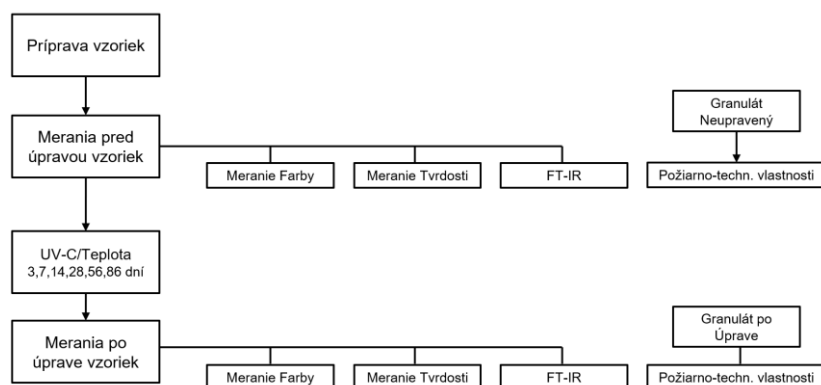 Príprava vzoriek
Merania pred
úpravou vzoriek
Granulát
Neupravený
Meranie Farby
Meranie Tvrdosti
FT-IR
Požiarno-techn. vlastnosti
UV-C/Teplota
3,7,14,28,56,86 dní
Merania po
úprave vzoriek
Granulát po
Úprave
Meranie Farby
Meranie Tvrdosti
FT-IR
Požiarno-techn. vlastnosti